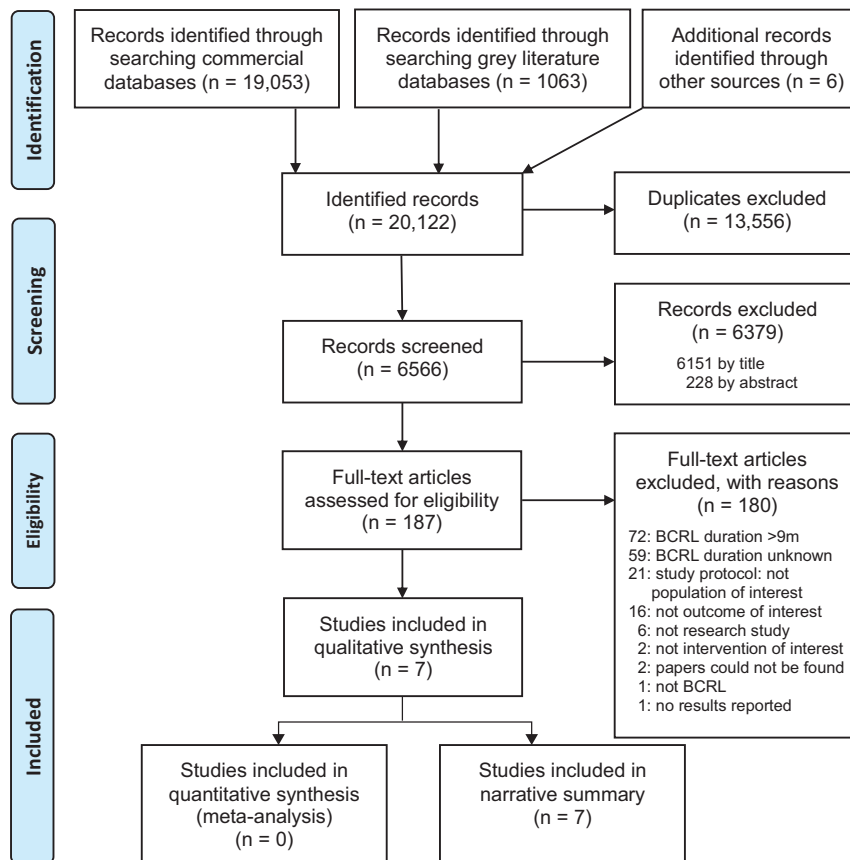 Identification
Records identified through
searching commercial
databases (n = 19,053)
Records identified through
searching grey literature
databases (n = 1063)
Additional records
identified through
other sources (n = 6)
Identified records
(n = 20,122)
Duplicates excluded
(n = 13,556)
Screening
Records screened
(n = 6566)
Records excluded
(n = 6379)
6151 by title
228 by abstract
Eligibility
Full-text articles
assessed for eligibility
(n = 187)
Full-text articles
excluded, with reasons
(n = 180)
72: BCRL duration >9m
59: BCRL duration unknown
21: study protocol: not
population of interest
16: not outcome of interest
6: not research study
2: not intervention of interest
2: papers could not be found
1: not BCRL
1: no results reported
Included
Studies included in
qualitative synthesis
(n = 7)
Studies included in
quantitative synthesis
(meta-analysis)
(n = 0)
Studies included in
narrative summary
(n = 7)